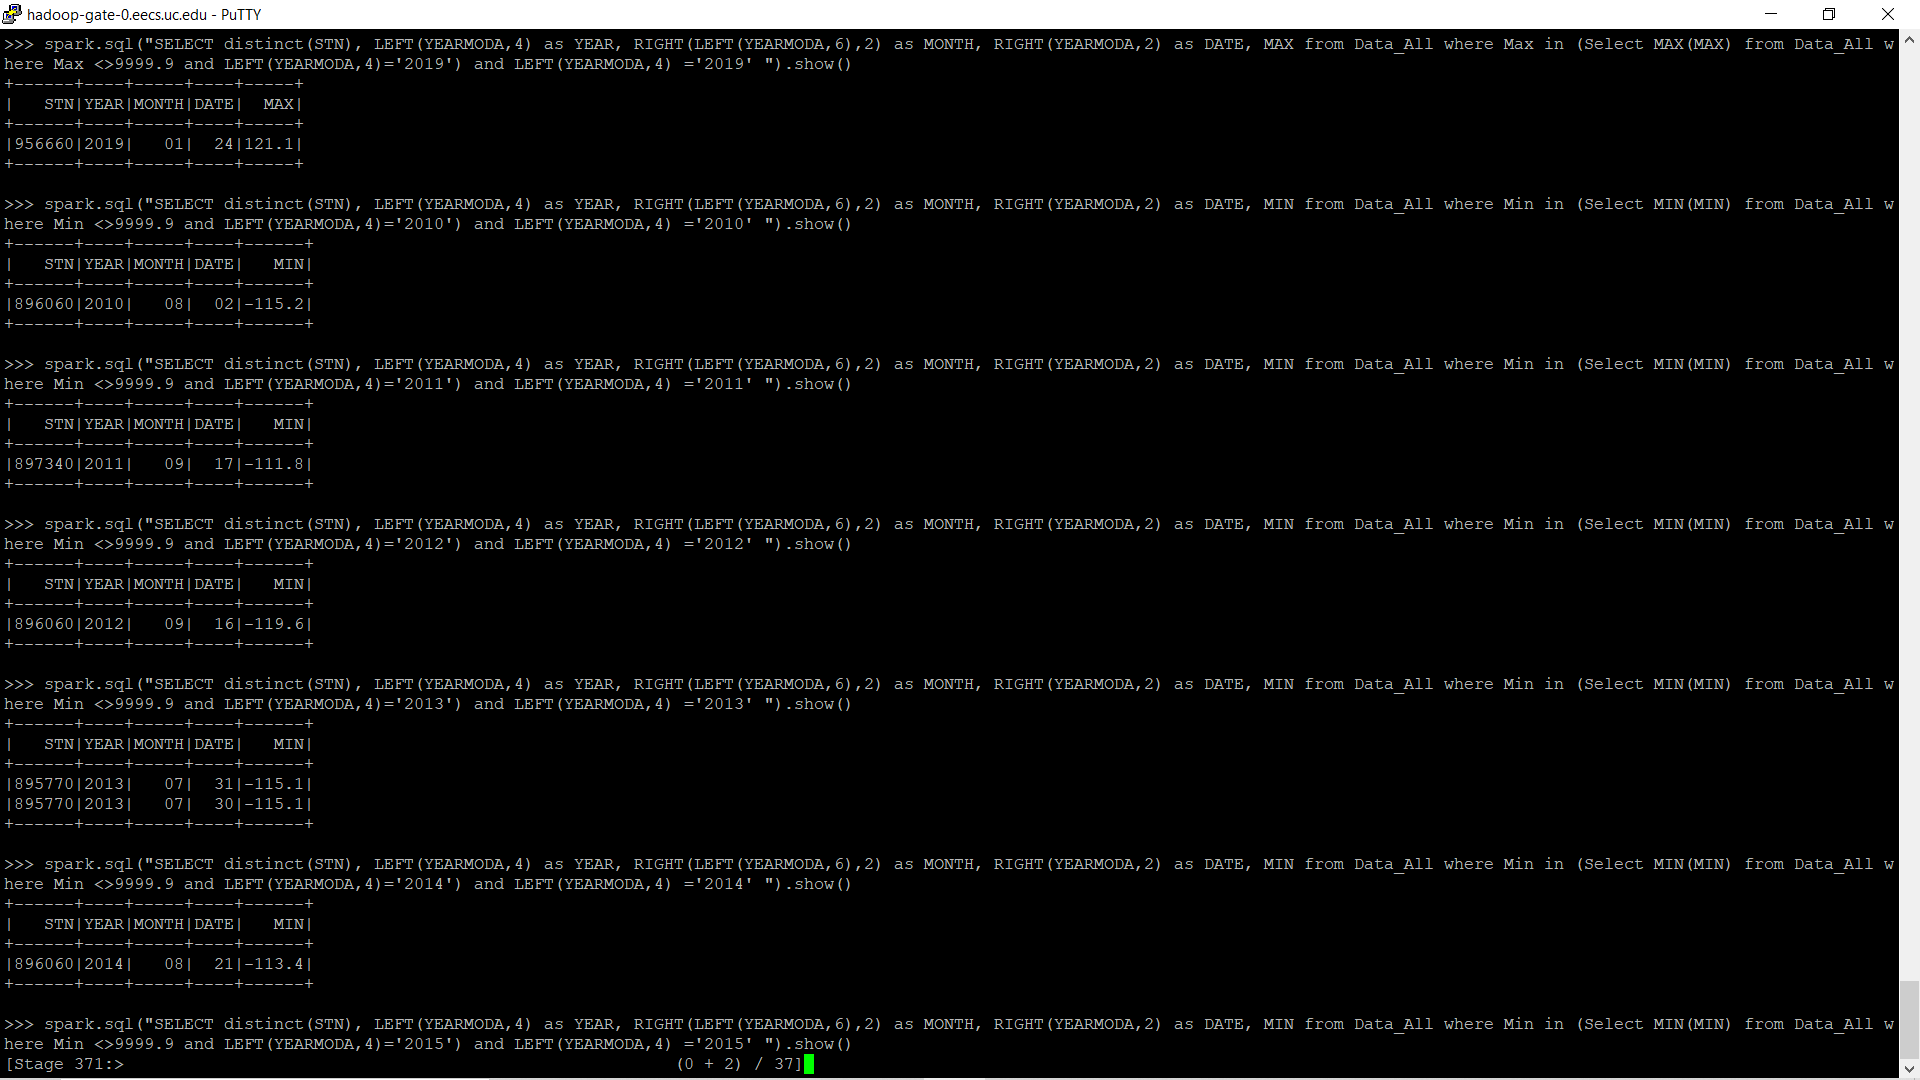 hadoop-gate-0.eecs.uc.edu - PuTTY
>>> spark.sql("SELECT distinct(STN), LEFT(YEARMODA,4) as YEAR, RIGHT(LEFT(YEARMODA,6),2) as MONTH, RIGHT(YEARMODA,2) as DATE, MAX from Data_All where Max in (Select MAX(MAX) from Data_All w
here Max <>9999.9 and LEFT(YEARMODA,4)='2019') and LEFT(YEARMODA,4) ='2019' ").show()
+------+----+-----+----+-----+
|   STN|YEAR|MONTH|DATE|  MAX|
+------+----+-----+----+-----+
|956660|2019|   01|  24|121.1|
+------+----+-----+----+-----+
>>> spark.sql("SELECT distinct(STN), LEFT(YEARMODA,4) as YEAR, RIGHT(LEFT(YEARMODA,6),2) as MONTH, RIGHT(YEARMODA,2) as DATE, MIN from Data_All where Min in (Select MIN(MIN) from Data_All w
here Min <>9999.9 and LEFT(YEARMODA,4)='2010') and LEFT(YEARMODA,4) ='2010' ").show()
+------+----+-----+----+------+
|   STN|YEAR|MONTH|DATE|   MIN|
+------+----+-----+----+------+
|896060|2010|   08|  02|-115.2|
+------+----+-----+----+------+
>>> spark.sql("SELECT distinct(STN), LEFT(YEARMODA,4) as YEAR, RIGHT(LEFT(YEARMODA,6),2) as MONTH, RIGHT(YEARMODA,2) as DATE, MIN from Data_All where Min in (Select MIN(MIN) from Data_All w
here Min <>9999.9 and LEFT(YEARMODA,4)='2011') and LEFT(YEARMODA,4) ='2011' ").show()
+------+----+-----+----+------+
|   STN|YEAR|MONTH|DATE|   MIN|
+------+----+-----+----+------+
|897340|2011|   09|  17|-111.8|
+------+----+-----+----+------+
>>> spark.sql("SELECT distinct(STN), LEFT(YEARMODA,4) as YEAR, RIGHT(LEFT(YEARMODA,6),2) as MONTH, RIGHT(YEARMODA,2) as DATE, MIN from Data_All where Min in (Select MIN(MIN) from Data_All w
here Min <>9999.9 and LEFT(YEARMODA,4)='2012') and LEFT(YEARMODA,4) ='2012' ").show()
+------+----+-----+----+------+
|   STN|YEAR|MONTH|DATE|   MIN|
+------+----+-----+----+------+
|896060|2012|   09|  16|-119.6|
+------+----+-----+----+------+
>>> spark.sql("SELECT distinct(STN), LEFT(YEARMODA,4) as YEAR, RIGHT(LEFT(YEARMODA,6),2) as MONTH, RIGHT(YEARMODA,2) as DATE, MIN from Data_All where Min in (Select MIN(MIN) from Data_All w
here Min <>9999.9 and LEFT(YEARMODA,4)='2013') and LEFT(YEARMODA,4) ='2013' ").show()
+------+----+-----+----+------+
|   STN|YEAR|MONTH|DATE|   MIN|
+------+----+-----+----+------+
|895770|2013|   07|  31|-115.1|
|895770|2013|   07|  30|-115.1|
+------+----+-----+----+------+
>>> spark.sql("SELECT distinct(STN), LEFT(YEARMODA,4) as YEAR, RIGHT(LEFT(YEARMODA,6),2) as MONTH, RIGHT(YEARMODA,2) as DATE, MIN from Data_All where Min in (Select MIN(MIN) from Data_All w
here Min <>9999.9 and LEFT(YEARMODA,4)='2014') and LEFT(YEARMODA,4) ='2014' ").show()
+------+----+-----+----+------+
|   STN|YEAR|MONTH|DATE|   MIN|
+------+----+-----+----+------+
|896060|2014|   08|  21|-113.4|
+------+----+-----+----+------+
>>> spark.sql("SELECT distinct(STN), LEFT(YEARMODA,4) as YEAR, RIGHT(LEFT(YEARMODA,6),2) as MONTH, RIGHT(YEARMODA,2) as DATE, MIN from Data_All where Min in (Select MIN(MIN) from Data_All w
here Min <>9999.9 and LEFT(YEARMODA,4)='2015') and LEFT(YEARMODA,4) ='2015' ").show()
[Stage 371:>                                                       (0 + 2) / 37]